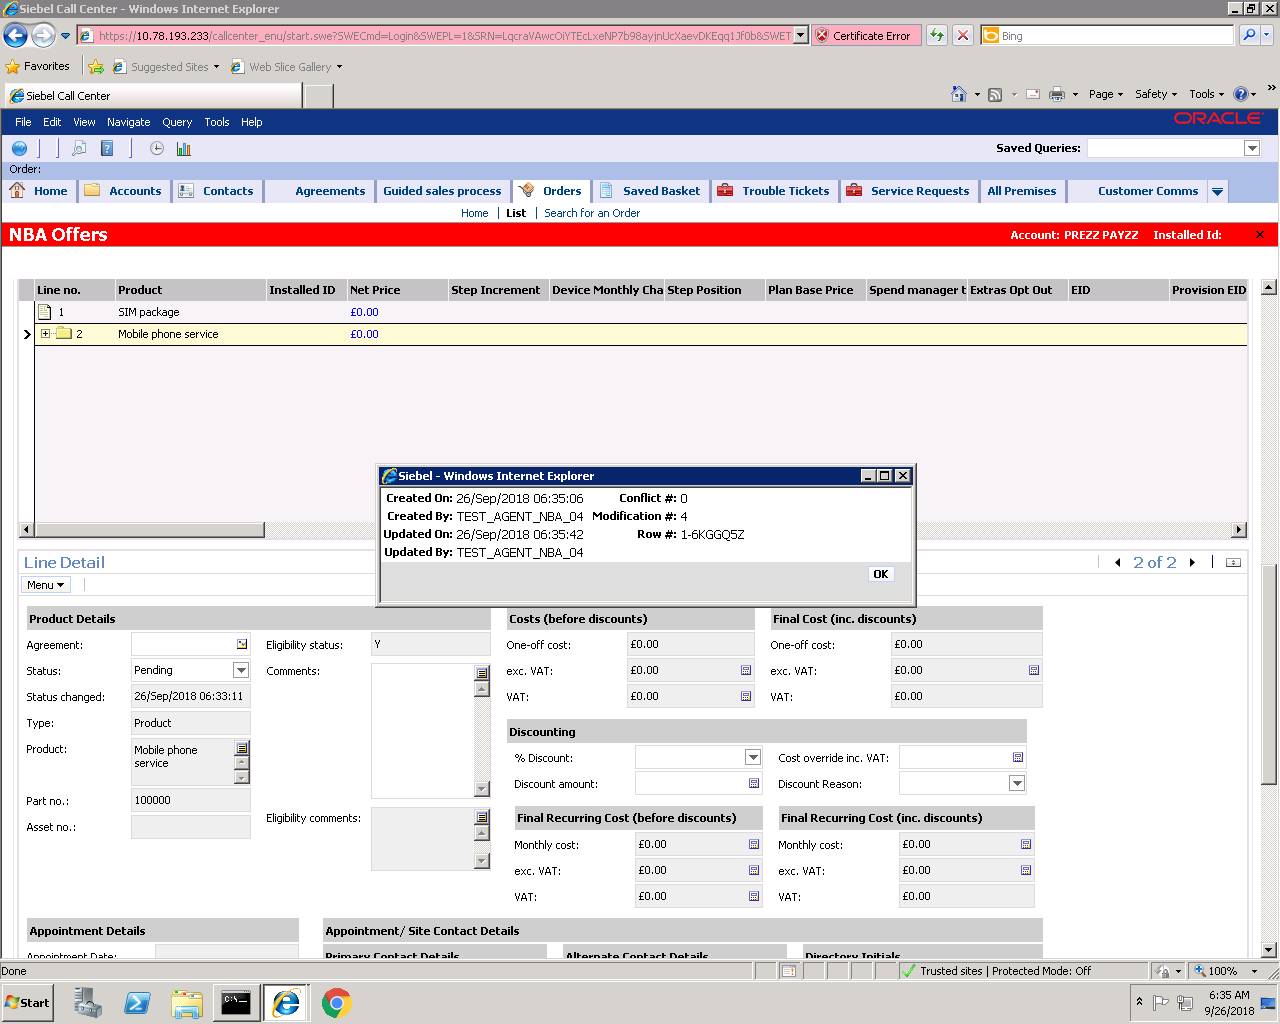 Siebel Call Center - Windows Internet Explorer
https://10.78.193.233/callcenter_enu/start.swe?SWECmd=Login&SWEPL=1&SRN=LqcraVAwcOiYTEcLxeNP7b98ayjnUcXaevDKEqq1Jf0b&SWET
Certificate Error
Bing
Favorites
Suggested Sites
Web Slice Gallery
Siebel Call Center
Page
Safety
Tools
File Edit View Navigate Query Tools Help
ORACLE
Saved Queries:
Order:
Home Accounts Contacts Agreements Guided sales process Orders Saved Basket Trouble Tickets Service Requests All Premises Customer Comms
Home | List | Search for an Order
NBA Offers
Account: PREZZ PAYZZ Installed Id:
Line no. Product Installed ID Net Price Step Increment Device Monthly Cha Step Position Plan Base Price Spend manager t Extras Opt Out EID Provision EID
1 SIM package £0.00
2 Mobile phone service £0.00
Siebel - Windows Internet Explorer
Created On: 26/Sep/2018 06:35:06 Conflict #: 0
Created By: TEST_AGENT_NBA_04 Modification #: 4
Updated On: 26/Sep/2018 06:35:42 Row #: 1-6KGGQ5Z
Updated By: TEST_AGENT_NBA_04
OK
Line Detail
2 of 2
Menu
Product Details
Agreement:
Status: Pending
Status changed: 26/Sep/2018 06:33:11
Type: Product
Product: Mobile phone
service
Part no.: 100000
Asset no.:
Eligibility status: Y
Comments:
Eligibility comments:
Costs (before discounts)
One-off cost: £0.00
exc. VAT: £0.00
VAT: £0.00
Final Cost (inc. discounts)
One-off cost: £0.00
exc. VAT: £0.00
VAT: £0.00
Discounting
% Discount:
Cost override inc. VAT:
Discount amount:
Discount Reason:
Final Recurring Cost (before discounts)
Monthly cost: £0.00
exc. VAT: £0.00
VAT: £0.00
Final Recurring Cost (inc. discounts)
Monthly cost: £0.00
exc. VAT: £0.00
VAT: £0.00
Appointment Details
Appointment/ Site Contact Details
Appointment Date:
Primary Contact Details
Alternate Contact Details
Directory Initials
Done
Trusted sites | Protected Mode: Off
100%
Start
C:\.
6:35 AM
9/26/2018